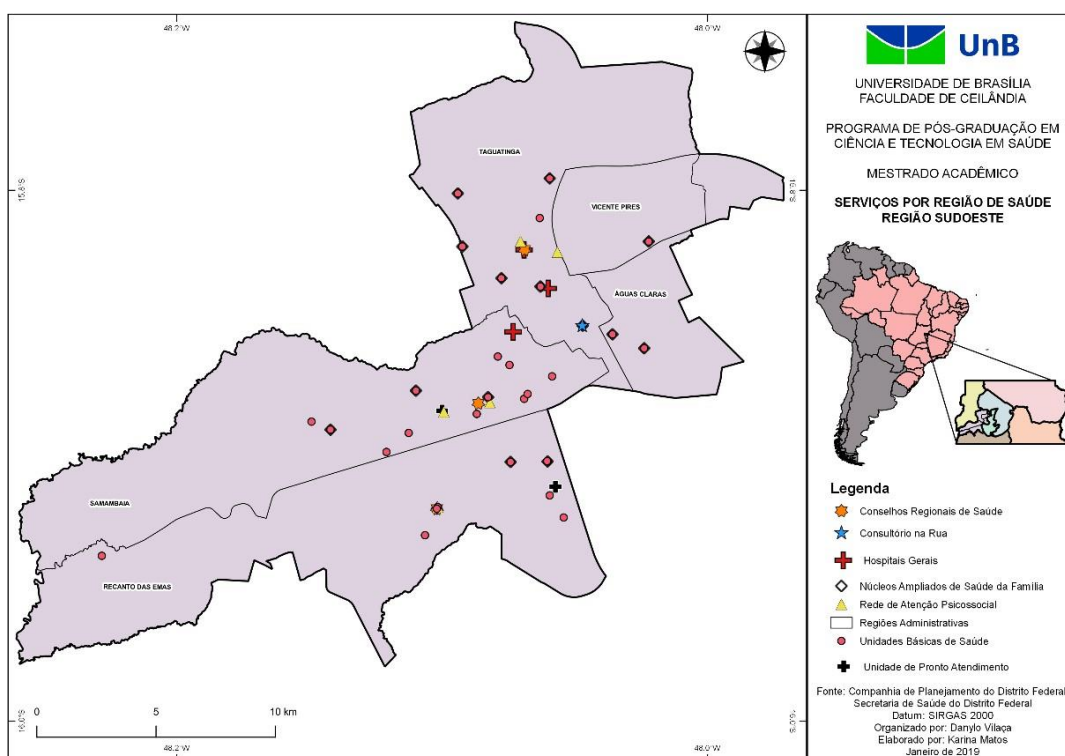 48.2°W
48.0°W
UnB
UNIVERSIDADE DE BRASÍLIA
FACULDADE DE CEILÂNDIA
PROGRAMA DE PÓS-GRADUAÇÃO EM
CIÊNCIA E TECNOLOGIA EM SAÚDE
MESTRADO ACADÊMICO
SERVIÇOS POR REGIÃO DE SAÚDE
REGIÃO SUDOESTE
TAGUATINGA
15.8°S
15.8°S
VICENTE PIRES
ÁGUAS CLARAS
SAMAMBAIA
RECANTO DAS EMAS
Legenda
Conselhos Regionais de Saúde
Consultório na Rua
Hospitais Gerais
Núcleos Ampliados de Saúde da Família
Rede de Atenção Psicossocial
Regiões Administrativas
Unidades Básicas de Saúde
Unidade de Pronto Atendimento
0 5 10 km
16.0°S
16.0°S
48.2°W
48.0°W
Fonte: Companhia de Planejamento do Distrito Federal
Secretaria de Saúde do Distrito Federal
Datum: SIRGAS 2000
Organizado por: Danylo Vilaça
Elaborado por: Karina Matos
Janeiro de 2019